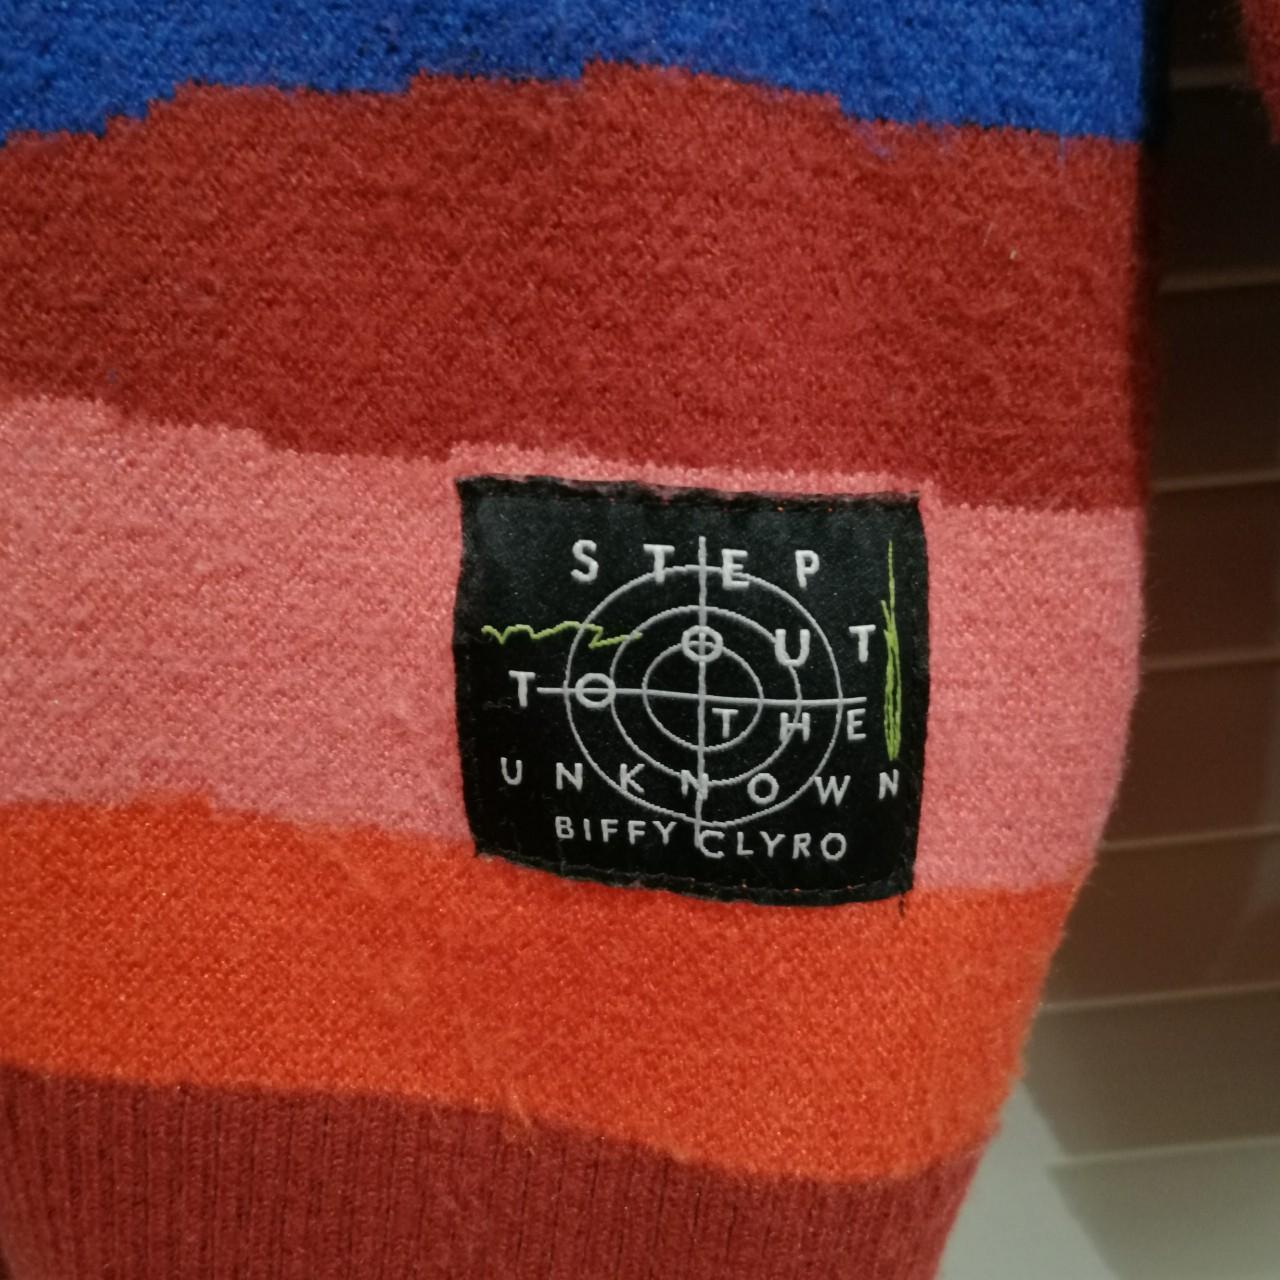 STEP
OUT
TO
THE
UNKNOWN
BIFFY CLYRO